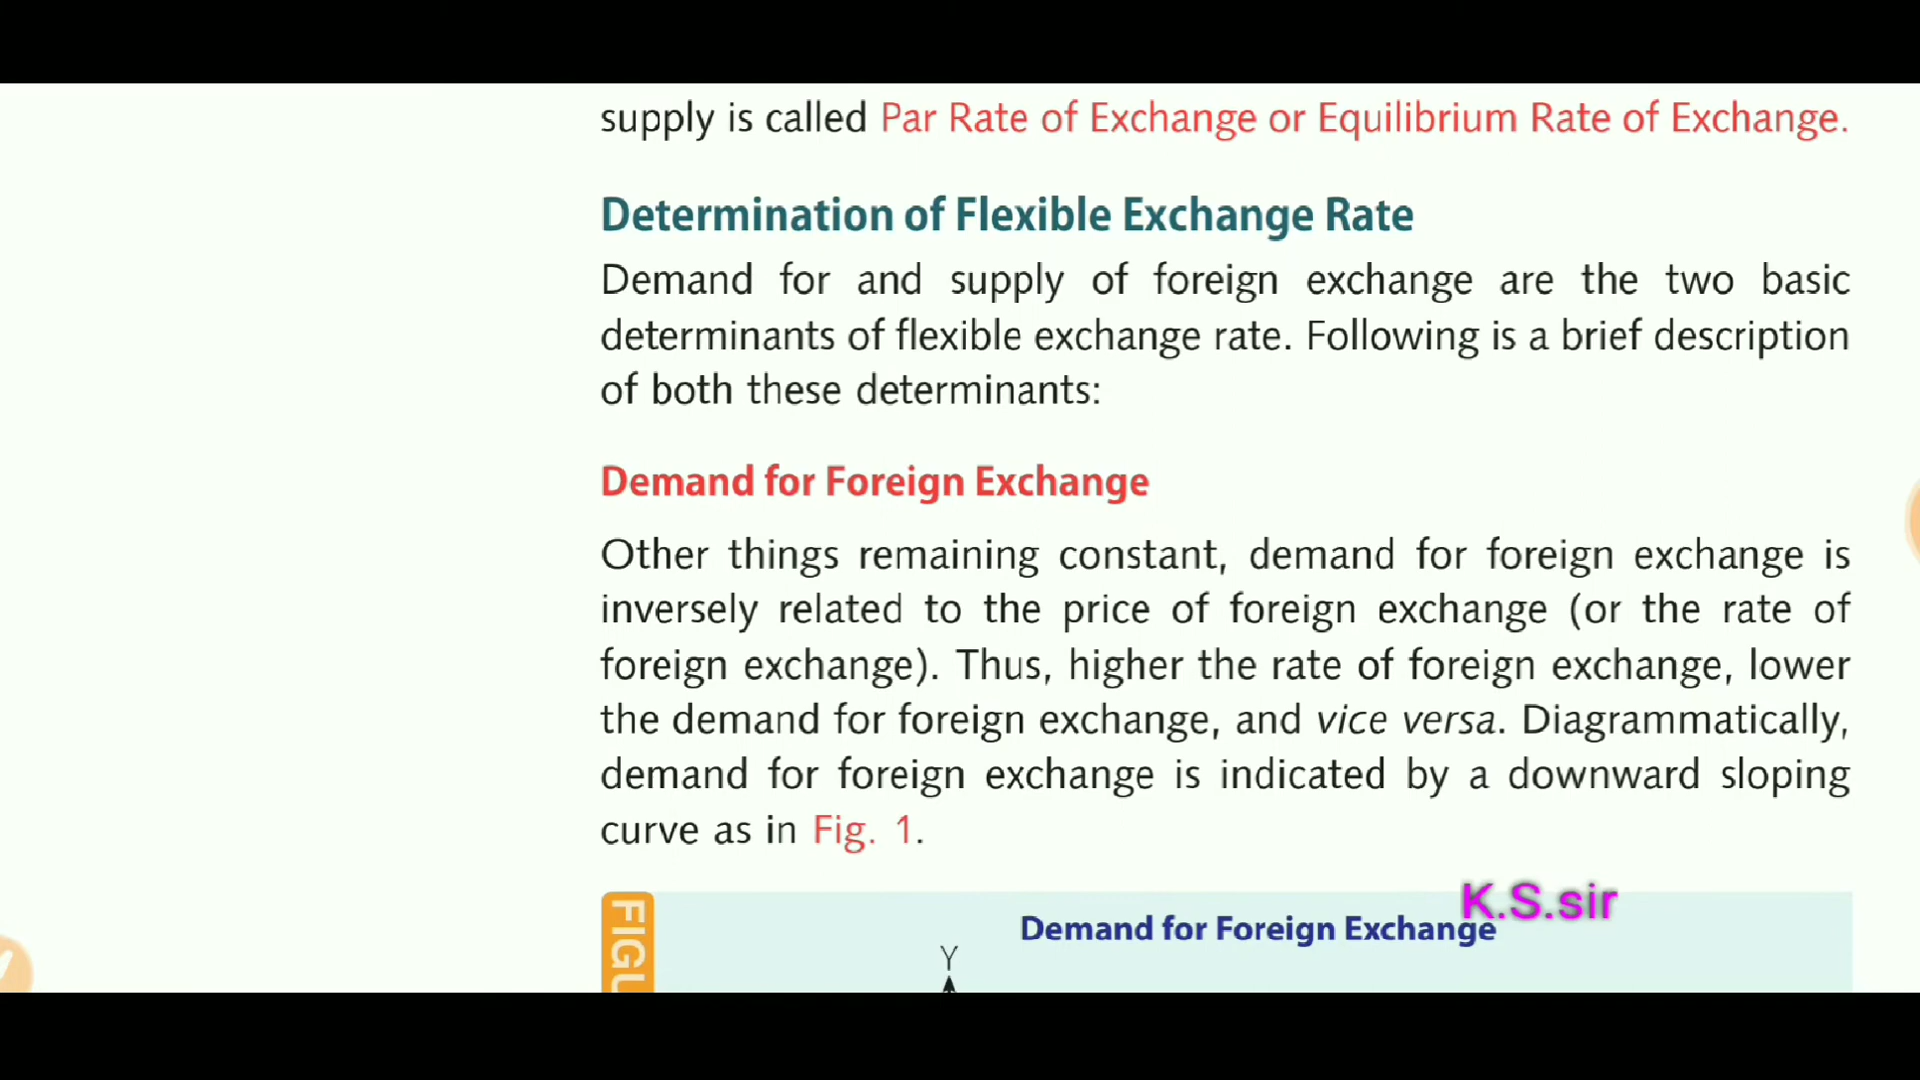 supply is called Par Rate of Exchange or Equilibrium Rate of Exchange.
Determination of Flexible Exchange Rate
Demand for and supply of foreign exchange are the two basic
determinants of flexible exchange rate. Following is a brief description
of both these determinants:
Demand for Foreign Exchange
Other things remaining constant, demand for foreign exchange is
inversely related to the price of foreign exchange (or the rate of
foreign exchange). Thus, higher the rate of foreign exchange, lower
the demand for foreign exchange, and vice versa. Diagrammatically,
demand for foreign exchange is indicated by a downward sloping
curve as in Fig. 1.
K.S.sir
Demand for Foreign Exchange
Y